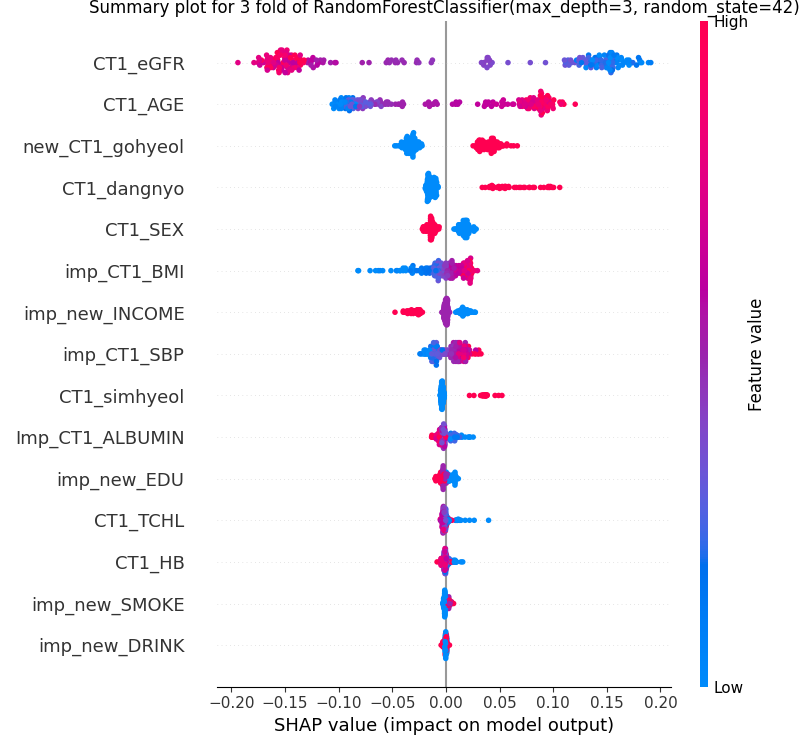 Summary plot for 3 fold of RandomForestClassifier(max_depth=3, random_state=42)
High
CT1_eGFR
CT1_AGE
new_CT1_gohyeol
CT1_dangnyo
CT1_SEX
imp_CT1_BMI
imp_new_INCOME
imp_CT1_SBP
CT1_simhyeol
Imp_CT1_ALBUMIN
imp_new_EDU
CT1_TCHL
CT1_HB
imp_new_SMOKE
imp_new_DRINK
Feature value
Low
−0.20 −0.15 −0.10 −0.05 0.00 0.05 0.10 0.15 0.20
SHAP value (impact on model output)